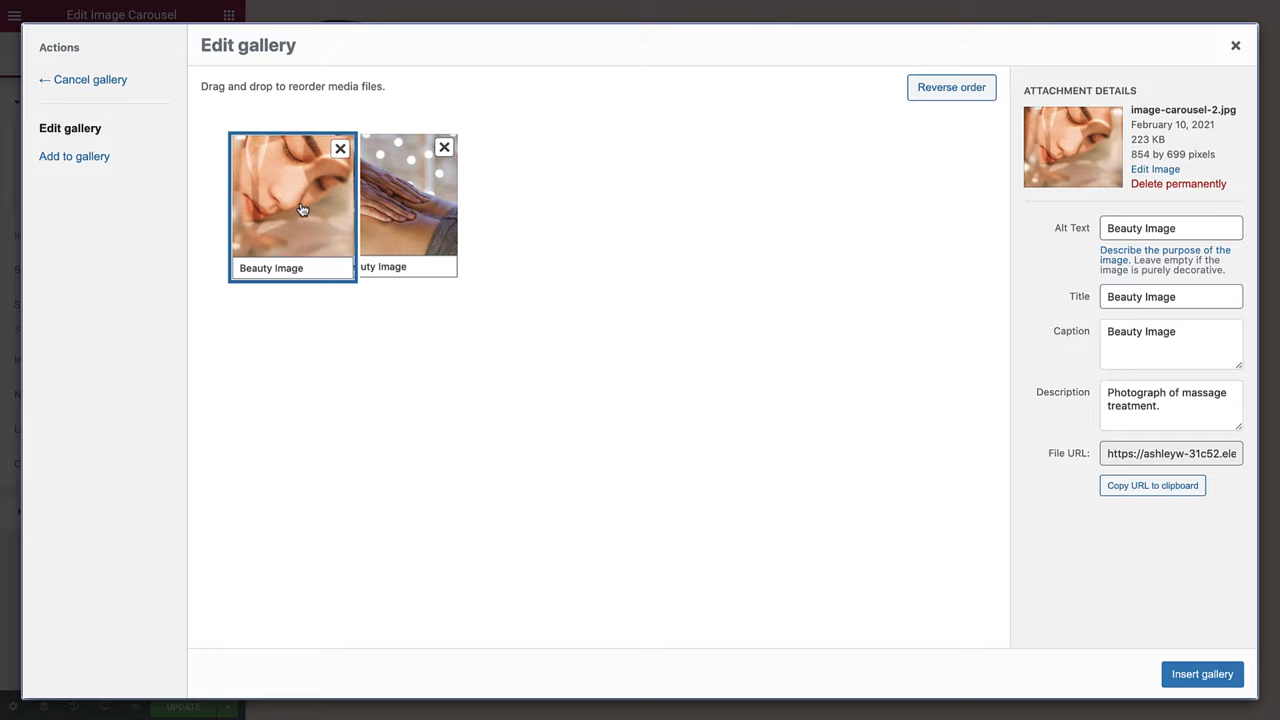 Edit Image Carousel
Actions
← Cancel gallery
Edit gallery
Add to gallery
Edit gallery
Drag and drop to reorder media files.
Reverse order
Beauty Image
uty Image
ATTACHMENT DETAILS
image-carousel-2.jpg
February 10, 2021
223 KB
854 by 699 pixels
Edit Image
Delete permanently
Alt Text
Beauty Image
Describe the purpose of the
image. Leave empty if the
image is purely decorative.
Title
Beauty Image
Caption
Beauty Image
Description
Photograph of massage
treatment.
File URL:
https://ashleyw-31c52.ele
Copy URL to clipboard
Insert gallery
UPDATE